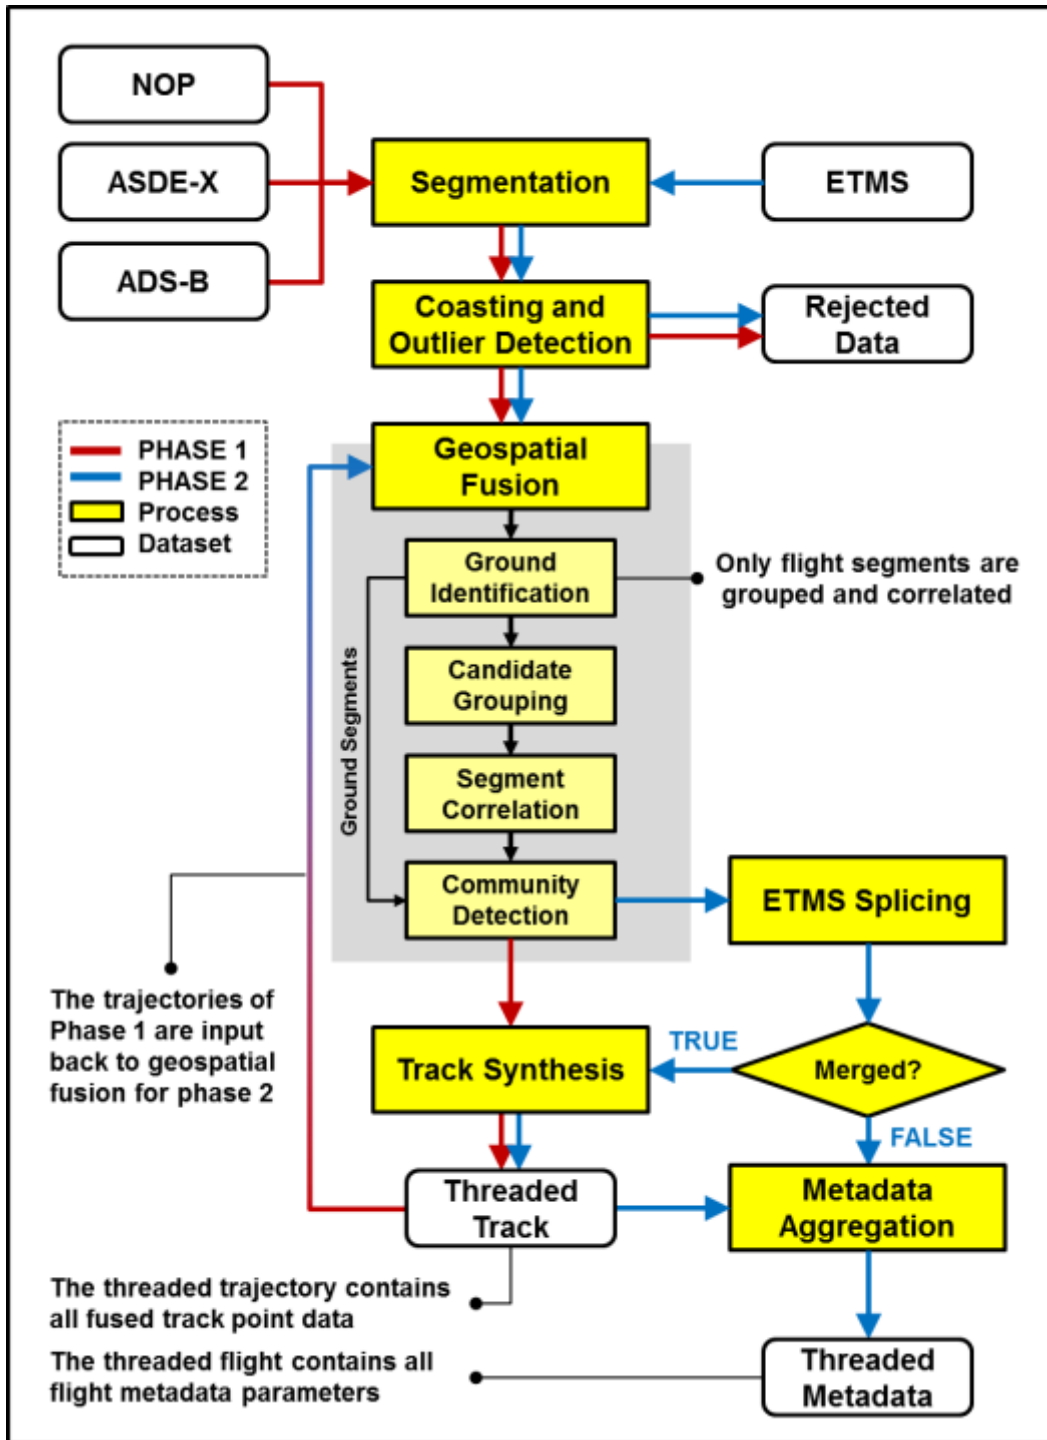 NOP
ASDE-X
ADS-B
Segmentation
ETMS
Coasting and
Outlier Detection
Rejected
Data
PHASE 1
PHASE 2
Process
Dataset
Geospatial
Fusion
Ground
Identification
Only flight segments are
grouped and correlated
Candidate
Grouping
Ground Segments
Segment
Correlation
Community
Detection
ETMS Splicing
The trajectories of
Phase 1 are input
back to geospatial
fusion for phase 2
Track Synthesis
TRUE
Merged?
FALSE
Threaded
Track
Metadata
Aggregation
The threaded trajectory contains
all fused track point data
The threaded flight contains all
flight metadata parameters
Threaded
Metadata